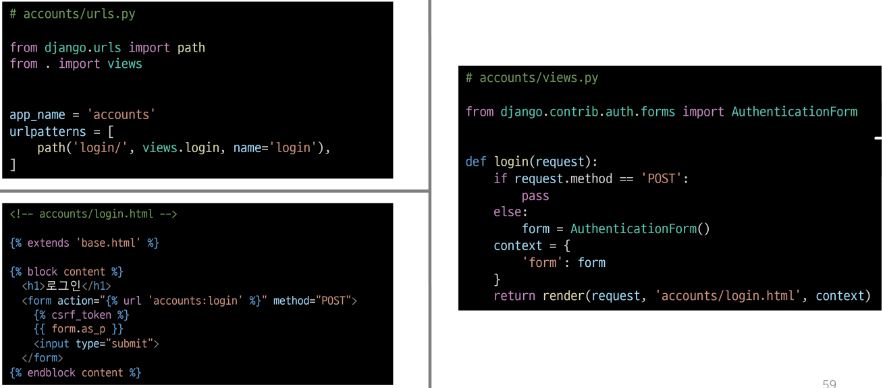 # accounts/urls.py
from django.urls import path
from . import views
app_name = 'accounts'
urlpatterns = [
    path('login/', views.login, name='login'),
]
<!-- accounts/login.html -->
{% extends 'base.html' %}
{% block content %}
  <h1>로그인</h1>
  <form action="{% url 'accounts:login' %}" method="POST">
    {% csrf_token %}
    {{ form.as_p }}
    <input type="submit">
  </form>
{% endblock content %}
# accounts/views.py
from django.contrib.auth.forms import AuthenticationForm
def login(request):
    if request.method == 'POST':
        pass
    else:
        form = AuthenticationForm()
    context = {
        'form': form
    }
    return render(request, 'accounts/login.html', context)
59